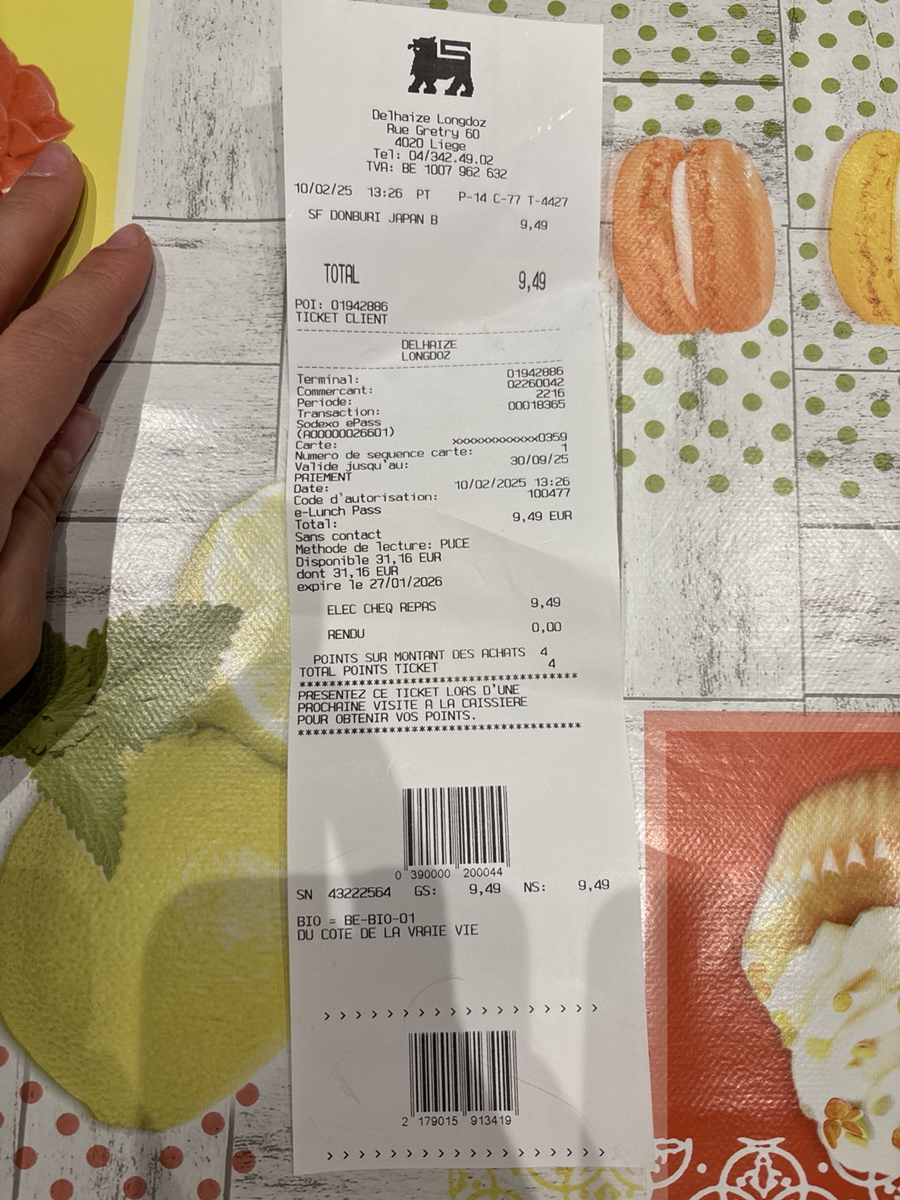 Delhaize Longdoz
Rue Gretry 60
4020 Liege
Tel: 04/342.49.02
TVA: BE 1007 962 632
10/02/25 13:26 PT P-14 C-77 T-4427
SF DONBURI JAPAN B 9,49
TOTAL 9,49
POI: 01942886
TICKET CLIENT
DELHAIZE
LONGDOZ
Terminal: 01942886
Commercant: 02260042
Periode: 2216
Transaction: 00018365
Sodexo ePass
(A00000026601)
Carte: xxxxxxxxxxxxx0359
Numero de sequence carte: 1
Valide jusqu'au: 30/09/25
PAIEMENT
Date: 10/02/2025 13:26
Code d'autorisation: 100477
e-Lunch Pass
Total: 9,49 EUR
Sans contact
Methode de lecture: PUCE
Disponible 31,16 EUR
dont 31,16 EUR
expire le 27/01/2026
ELEC CHEQ REPAS 9,49
RENDU 0,00
POINTS SUR MONTANT DES ACHATS 4
TOTAL POINTS TICKET 4
****************************************
PRESENTEZ CE TICKET LORS D'UNE
PROCHAINE VISITE A LA CAISSIERE
POUR OBTENIR VOS POINTS.
****************************************
0 390000 200044
SN 43222564 GS: 9,49 NS: 9,49
BIO = BE-BIO-01
DU COTE DE LA VRAIE VIE
> > > > > > > > > > > > > > > > >
2 179015 913419
> > > > > > > > > > > > > > > > >